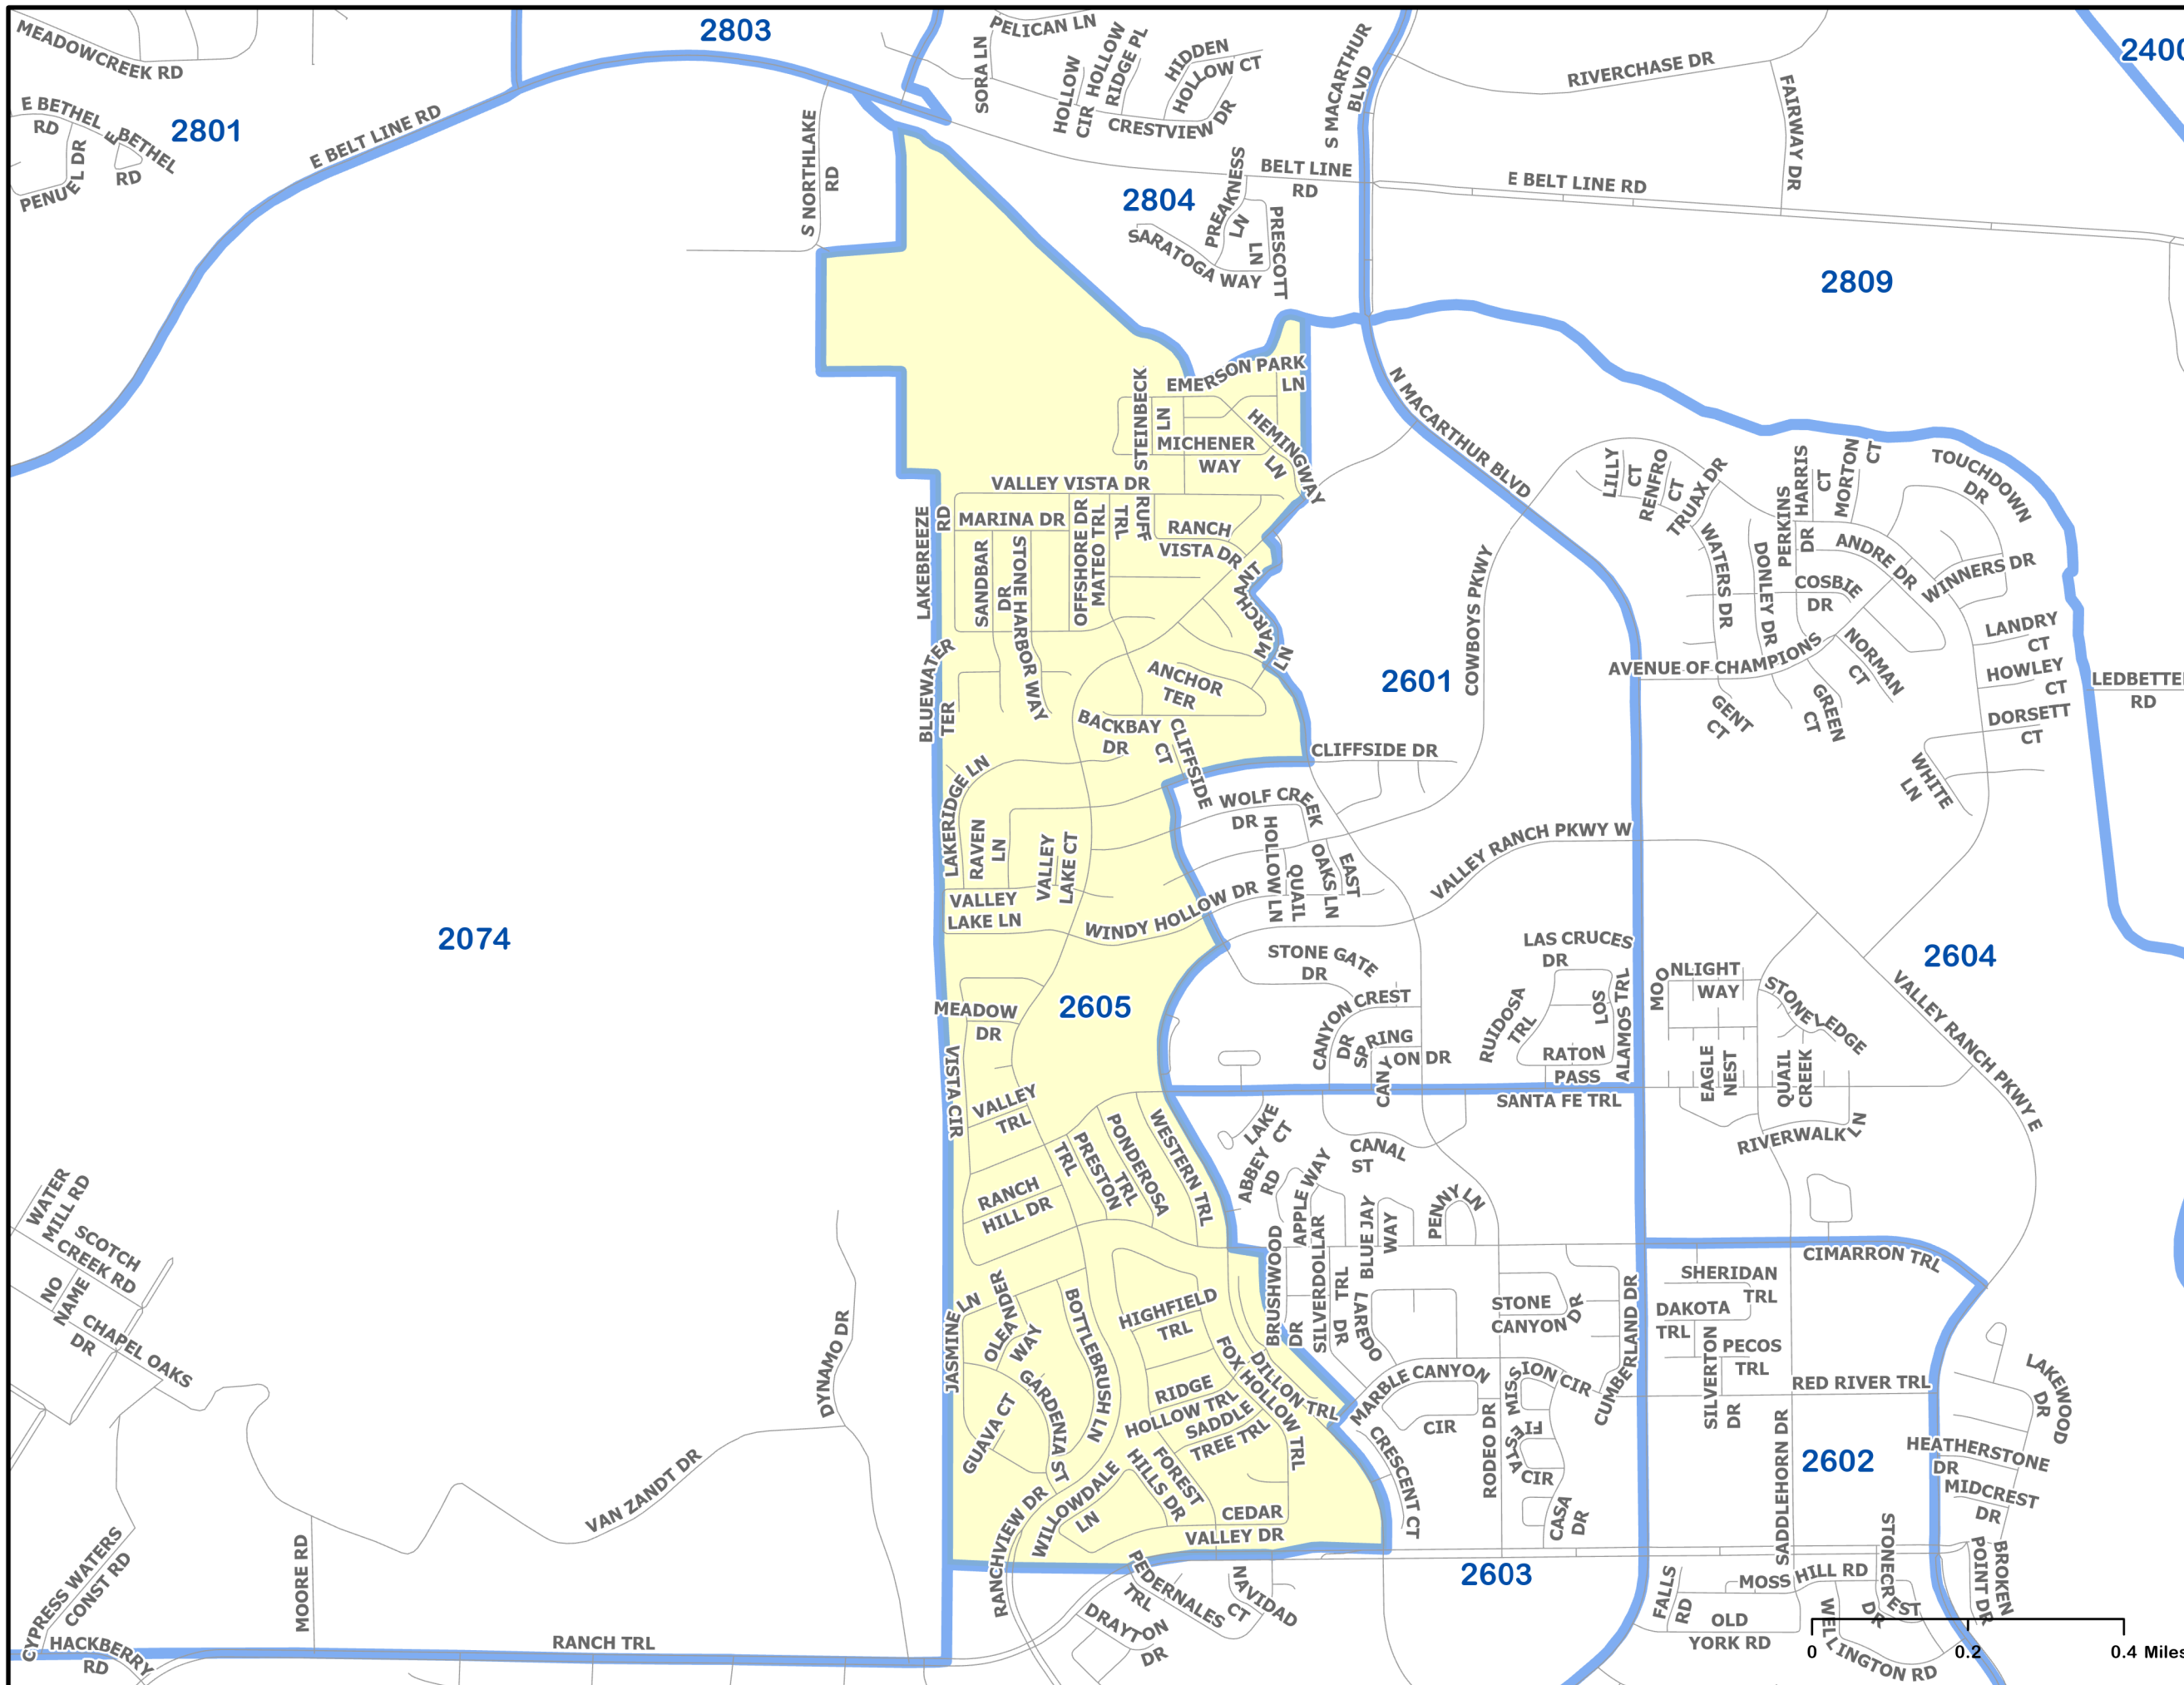 2803
PELICAN LN
MEADOWCREEK RD
SORA LN
HOLLOW
CIR
HOLLOW
RIDGE PL
HIDDEN
HOLLOW CT
CRESTVIEW DR
S MACARTHUR
BLVD
RIVERCHASE DR
FAIRWAY DR
E BETHEL
RD
E BETHEL
RD
2801
PENUEL DR
E BELT LINE RD
S NORTHLAKE
RD
BELT LINE
RD
E BELT LINE RD
2804
PREAKNESS
LN
PRESCOTT
LN
SARATOGA WAY
2809
EMERSON PARK
LN
STEINBECK
LN
MICHENER
WAY
HEMINGWAY
LN
N MACARTHUR BLVD
VALLEY VISTA DR
LAKEBREEZE
RD
MARINA DR
OFFSHORE DR
MATEO TRL
RUFF
TRL
RANCH
VISTA DR
SANDBAR
DR
STONE HARBOR WAY
MARCHANT
LN
LILLY
CT
RENFRO
CT
TRUAX DR
PERKINS
DR
HARRIS
CT
MORTON
CT
TOUCHDOWN
DR
WATERS DR
DONLEY DR
ANDRE DR
COSBIE
DR
WINNERS DR
LANDRY
CT
HOWLEY
CT
DORSETT
CT
NORMAN
CT
AVENUE OF CHAMPIONS
GENT
CT
GREEN
CT
WHITE
LN
COWBOYS PKWY
2601
BLUEWATER
TER
ANCHOR
TER
BACKBAY
DR
CLIFFSIDE
CT
CLIFFSIDE DR
LAKERIDGE LN
RAVEN
LN
VALLEY
LAKE CT
WOLF CREEK
DR
HOLLOW LN
QUAIL
OAKS LN
EAST
VALLEY RANCH PKWY W
VALLEY
LAKE LN
WINDY HOLLOW DR
2074
2605
2604
STONE GATE
DR
LAS CRUCES
DR
CANYON CREST
DR
SPRING
CANYON DR
RUIDOSA
TRL
LOS
ALAMOS TRL
RATON
PASS
SANTA FE TRL
MOONLIGHT
WAY
STONE LEDGE
EAGLE
NEST
QUAIL
CREEK
RIVERWALK LN
VALLEY RANCH PKWY E
MEADOW
DR
VISTA CIR
VALLEY
TRL
PRESTON
TRL
PONDEROSA
TRL
WESTERN TRL
RANCH
HILL DR
LAKE
CT
ABBEY
RD
CANAL
ST
APPLE WAY
BLUE JAY
WAY
PENNY LN
CIMARRON TRL
WATER
MILL RD
SCOTCH
CREEK RD
NO
NAME
CHAPEL OAKS
DR
DYNAMO DR
JASMINE LN
OLEANDER
WAY
BOTTLEBRUSH LN
GARDENIA ST
GUAVA CT
HIGHFIELD
TRL
FOX HOLLOW TRL
DILLON TRL
RIDGE
HOLLOW TRL
SADDLE
TREE TRL
BRUSHWOOD
DR
SILVERDOLLAR
TRL
LAREDO
DR
STONE
CANYON DR
MARBLE CANYON
CIR
MISSION CIR
FIESTA
CIR
CASA
DR
RODEO DR
CRESCENT CT
CUMBERLAND DR
SHERIDAN
TRL
DAKOTA
TRL
PECOS
TRL
SILVERTON
DR
RED RIVER TRL
LAKEWOOD
DR
2602
SADDLEHORN DR
HEATHERSTONE
DR
MIDCREST
DR
VAN ZANDT DR
RANCHVIEW DR
WILLOWDALE
LN
FOREST
HILLS DR
CEDAR
VALLEY DR
CYPRESS WATERS
CONST RD
MOORE RD
HACKBERRY
RD
RANCH TRL
PEDERNALES
TRL
DRAYTON
DR
NAVIDAD
CT
2603
FALLS
RD
MOSS HILL RD
OLD
YORK RD
WELLINGTON RD
STONECREST
DR
BROKEN
POINT DR
0
0.2
0.4 Miles